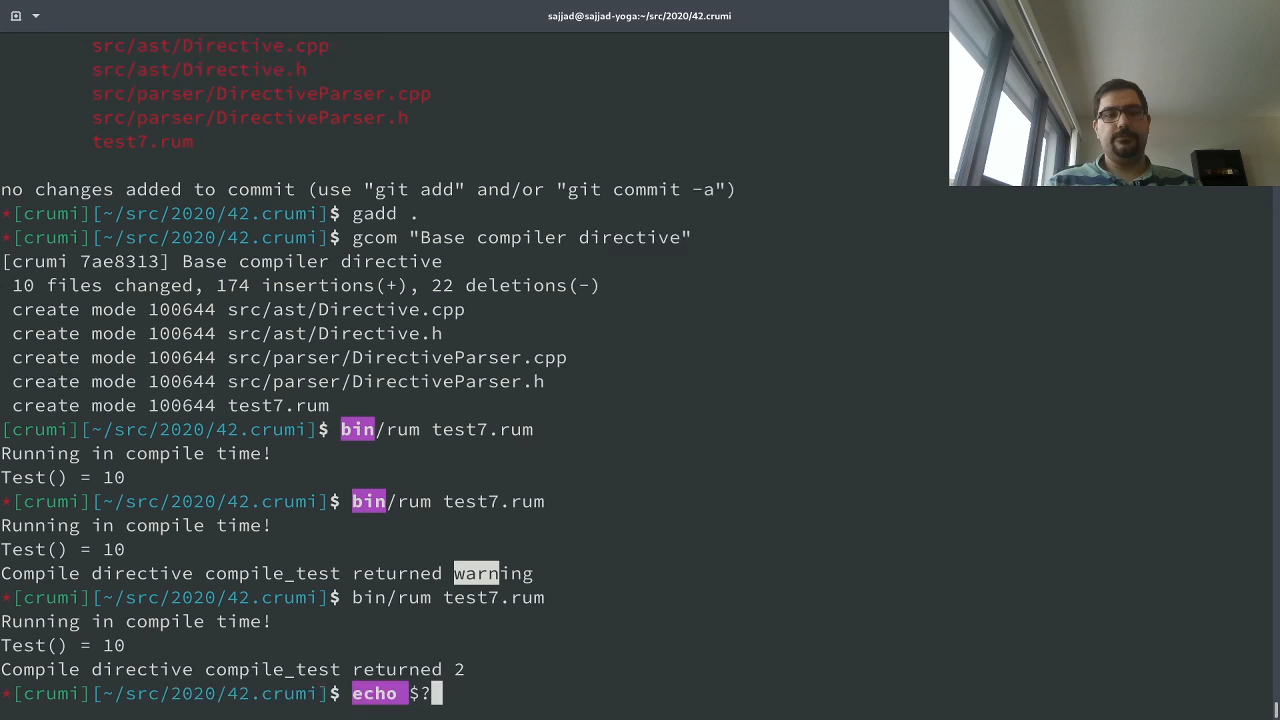 sajjad@sajjad-yoga:~/src/2020/42.crumi
src/ast/Directive.cpp
src/ast/Directive.h
src/parser/DirectiveParser.cpp
src/parser/DirectiveParser.h
test7.rum
no changes added to commit (use "git add" and/or "git commit -a")
*[crumi][~/src/2020/42.crumi]$ gadd .
*[crumi][~/src/2020/42.crumi]$ gcom "Base compiler directive"
[crumi 7ae8313] Base compiler directive
10 files changed, 174 insertions(+), 22 deletions(-)
create mode 100644 src/ast/Directive.cpp
create mode 100644 src/ast/Directive.h
create mode 100644 src/parser/DirectiveParser.cpp
create mode 100644 src/parser/DirectiveParser.h
create mode 100644 test7.rum
[crumi][~/src/2020/42.crumi]$ bin/rum test7.rum
Running in compile time!
Test() = 10
*[crumi][~/src/2020/42.crumi]$ bin/rum test7.rum
Running in compile time!
Test() = 10
Compile directive compile_test returned warning
*[crumi][~/src/2020/42.crumi]$ bin/rum test7.rum
Running in compile time!
Test() = 10
Compile directive compile_test returned 2
*[crumi][~/src/2020/42.crumi]$ echo $?